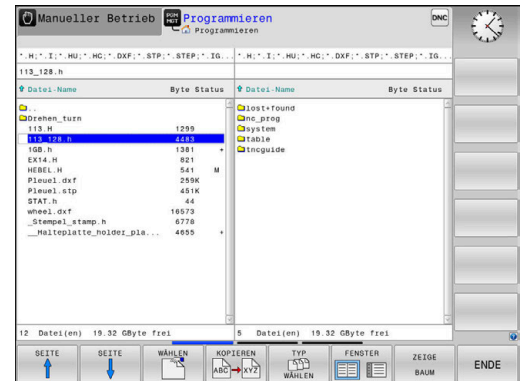 Manueller Betrieb
PGM MGT
Programmieren
Programmieren
DNC
*.H;*.I;*.HU;*.HC;*.DXF;*.STP;*.STEP;*.IG...
*.H;*.I;*.HU;*.HC;*.DXF;*.STP;*.STEP;*.IG...
113_128.h
Datei-Name Byte Status
Datei-Name Byte Status
..
Drehen_turn
113.H 1299
113_128.h 4483
1GB.h 1381 +
EX14.H 821
HEBEL.H 541 M
Pleuel.dxf 259K
Pleuel.stp 451K
STAT.h 44
wheel.dxf 16573
_Stempel_stamp.h 6778
__Halteplatte_holder_pla... 4655 +
lost+found
nc_prog
system
table
tncguide
12 Datei(en) 19.32 GByte frei
5 Datei(en) 19.32 GByte frei
SEITE
SEITE
WÄHLEN
KOPIEREN
ABC XYZ
TYP
WÄHLEN
FENSTER
ZEIGE
BAUM
ENDE